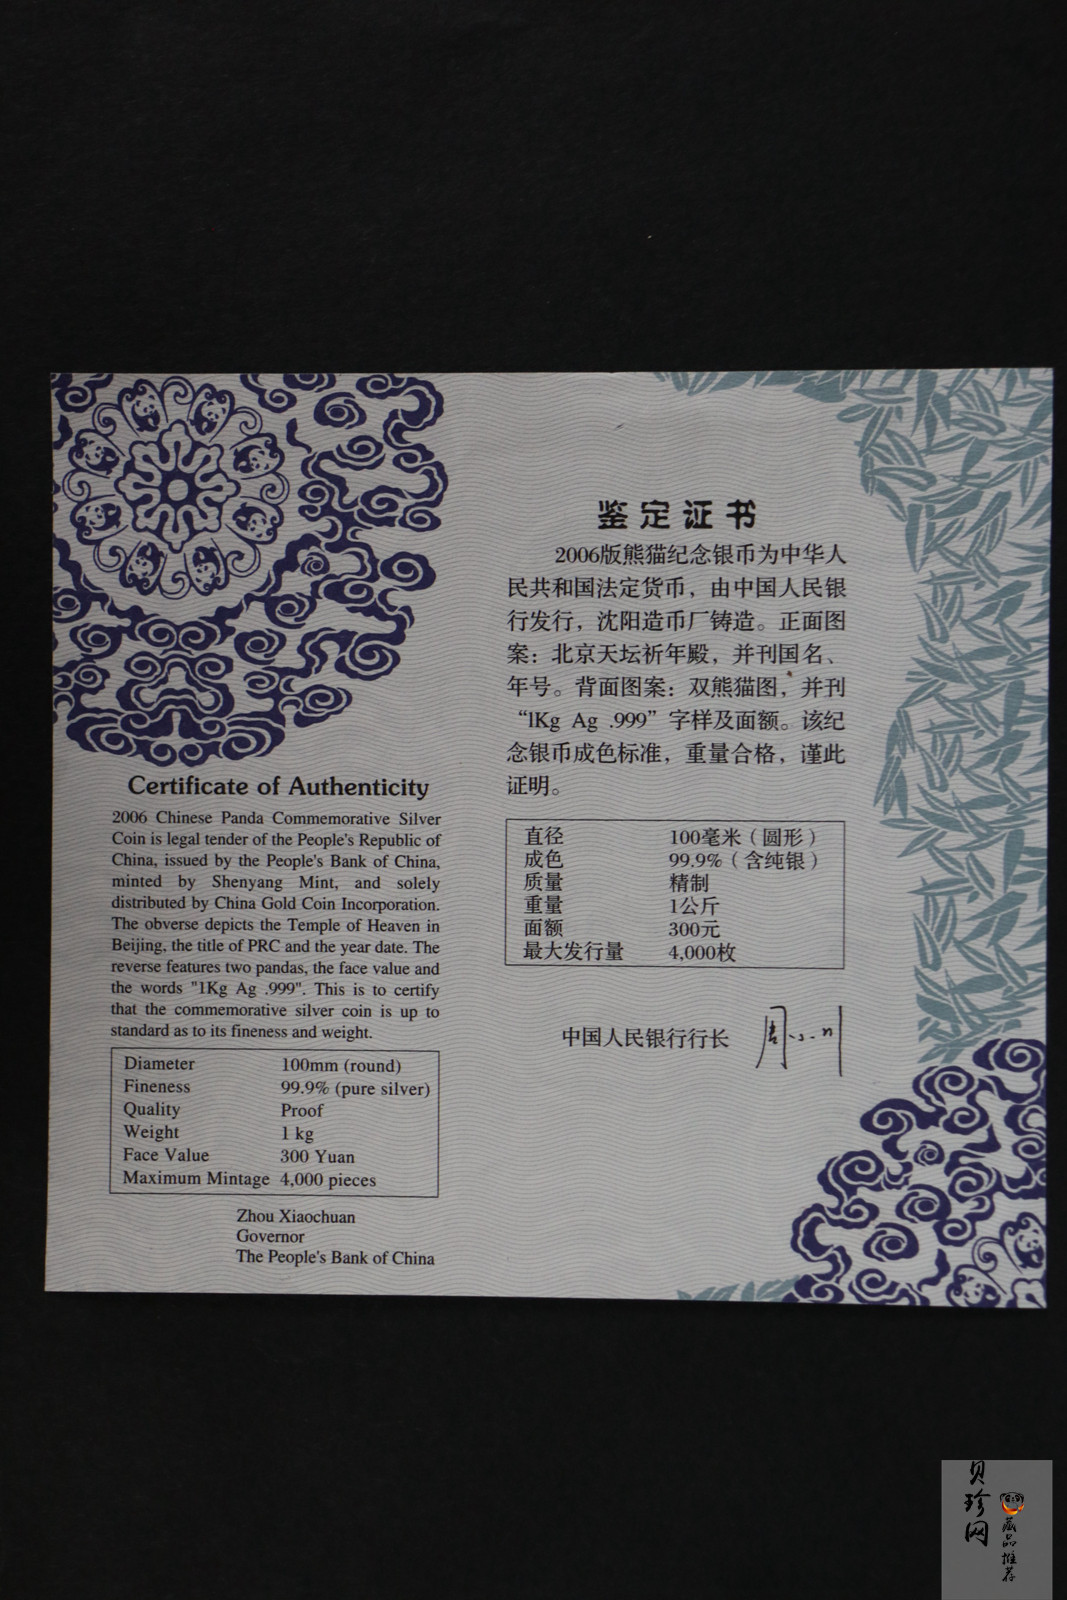 Certificate of Authenticity
2006 Chinese Panda Commemorative Silver
Coin is legal tender of the People's Republic of
China, issued by the People's Bank of China,
minted by Shenyang Mint, and solely
distributed by China Gold Coin Incorporation.
The obverse depicts the Temple of Heaven in
Beijing, the title of PRC and the year date. The
reverse features two pandas, the face value and
the words "1Kg Ag .999". This is to certify
that the commemorative silver coin is up to
standard as to its fineness and weight.
Diameter 100mm (round)
Fineness 99.9% (pure silver)
Quality Proof
Weight 1 kg
Face Value 300 Yuan
Maximum Mintage 4,000 pieces
Zhou Xiaochuan
Governor
The People's Bank of China
鉴定证书
2006版熊猫纪念银币为中华人
民共和国法定货币，由中国人民银
行发行，沈阳造币厂铸造。正面图
案：北京天坛祈年殿，并刊国名、
年号。背面图案：双熊猫图，并刊
“1Kg Ag .999”字样及面额。该纪
念银币成色标准，重量合格，谨此
证明。
直径 100毫米（圆形）
成色 99.9%（含纯银）
质量 精制
重量 1公斤
面额 300元
最大发行量 4,000枚
中国人民银行行长 周小川
贝珍网
藏品推荐